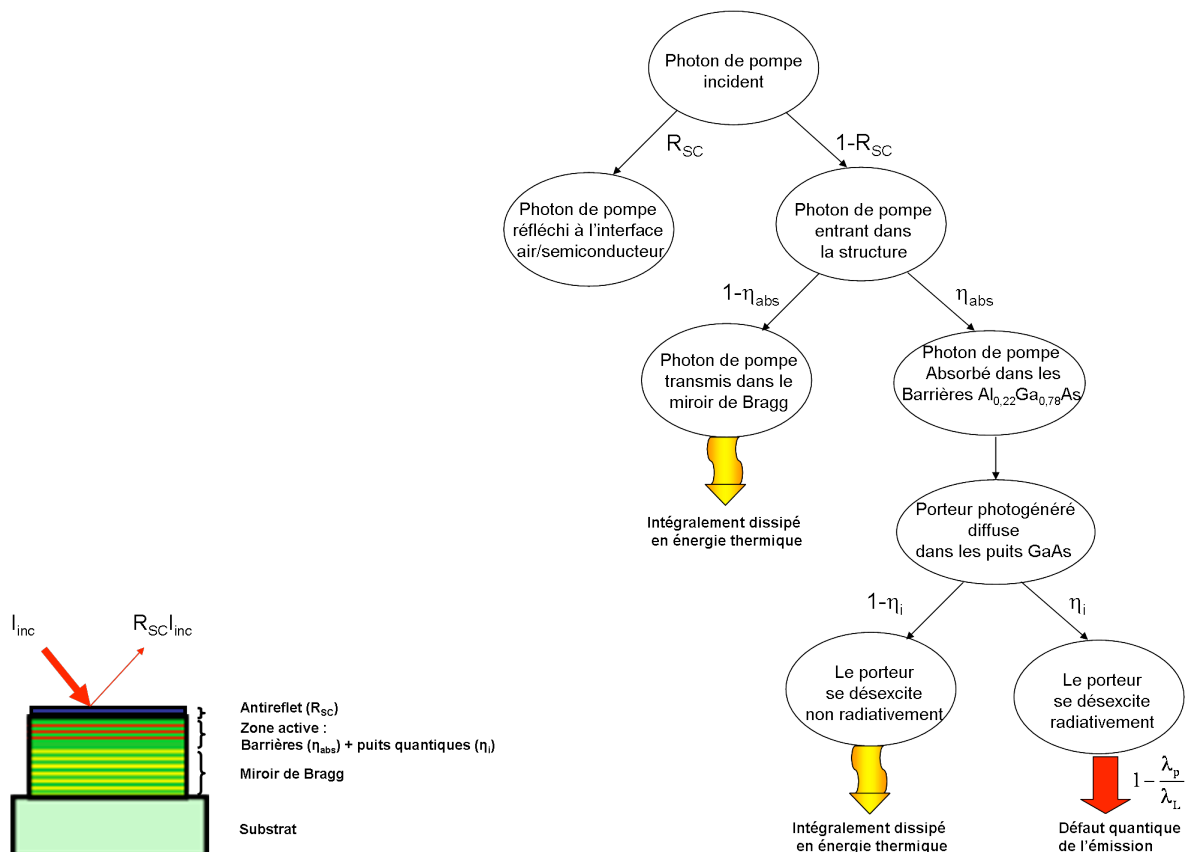 Photon de pompe
incident
R_SC
1-R_SC
Photon de pompe
réfléchi à l'interface
air/semiconducteur
Photon de pompe
entrant dans
la structure
1-η_abs
η_abs
Photon de pompe
transmis dans le
miroir de Bragg
Photon de pompe
Absorbé dans les
Barrières Al_0,22Ga_0,78As
Intégralement dissipé
en énergie thermique
Porteur photogénéré
diffuse
dans les puits GaAs
1-η_i
η_i
Le porteur
se désexcite
non radiativement
Le porteur
se désexcite
radiativement
1 - λ_p / λ_L
Intégralement dissipé
en énergie thermique
Défaut quantique
de l'émission
I_inc
R_SCI_inc
Antireflet (R_SC)
Zone active :
Barrières (η_abs) + puits quantiques (η_i)
Miroir de Bragg
Substrat